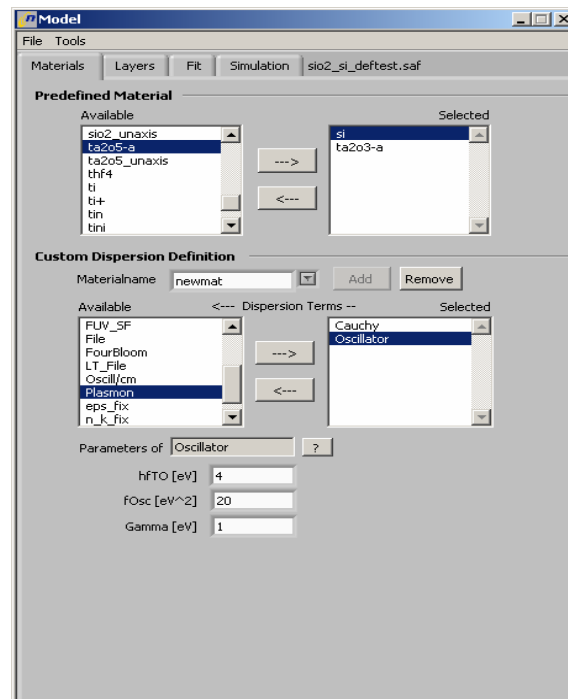 Model
File Tools
Materials Layers Fit Simulation sio2_si_deftest.saf
Predefined Material
Available Selected
sio2_unaxis si
ta2o5-a ta2o3-a
ta2o5_unaxis --->
thf4
ti
ti+ <---
tin
tini
Custom Dispersion Definition
Materialname newmat Add Remove
Available <--- Dispersion Terms -- Selected
FUV_SF Cauchy
File Oscillator
FourBloom --->
LT_File
Oscill/cm
Plasmon <---
eps_fix
n_k_fix
Parameters of Oscillator ?
hfTO [eV] 4
fOsc [eV^2] 20
Gamma [eV] 1